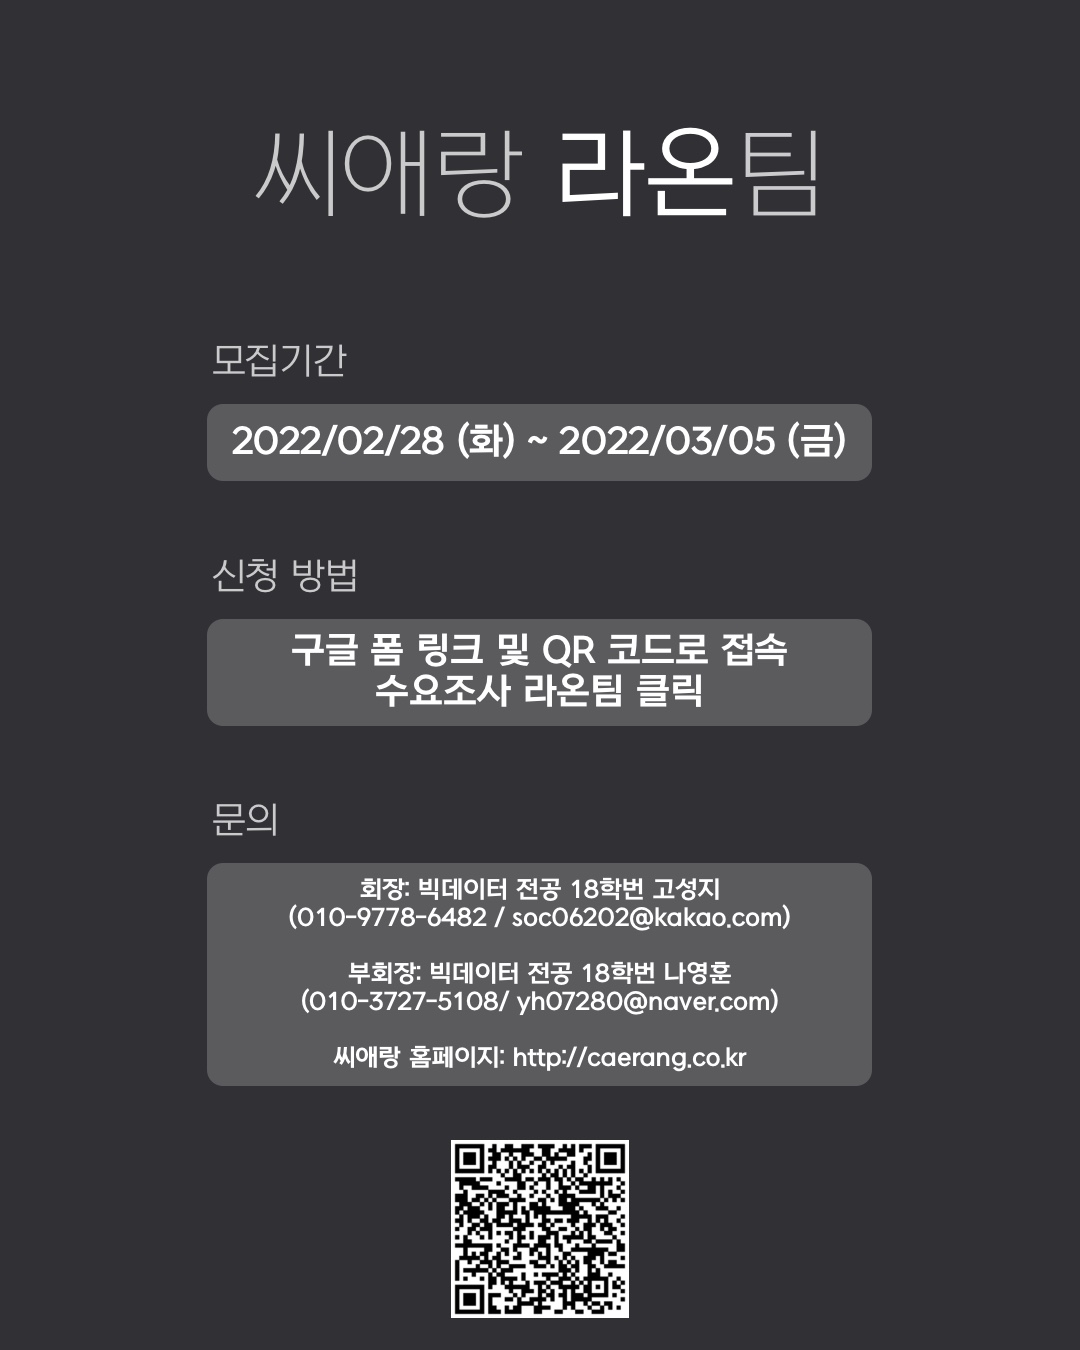 씨애랑 라온팀
모집기간
2022/02/28 (화) ~ 2022/03/05 (금)
신청 방법
구글 폼 링크 및 QR 코드로 접속
수요조사 라온팀 클릭
문의
회장: 빅데이터 전공 18학번 고성지
(010-9778-6482 / soc06202@kakao.com)
부회장: 빅데이터 전공 18학번 나영훈
(010-3727-5108/ yh07280@naver.com)
씨애랑 홈페이지: http://caerang.co.kr